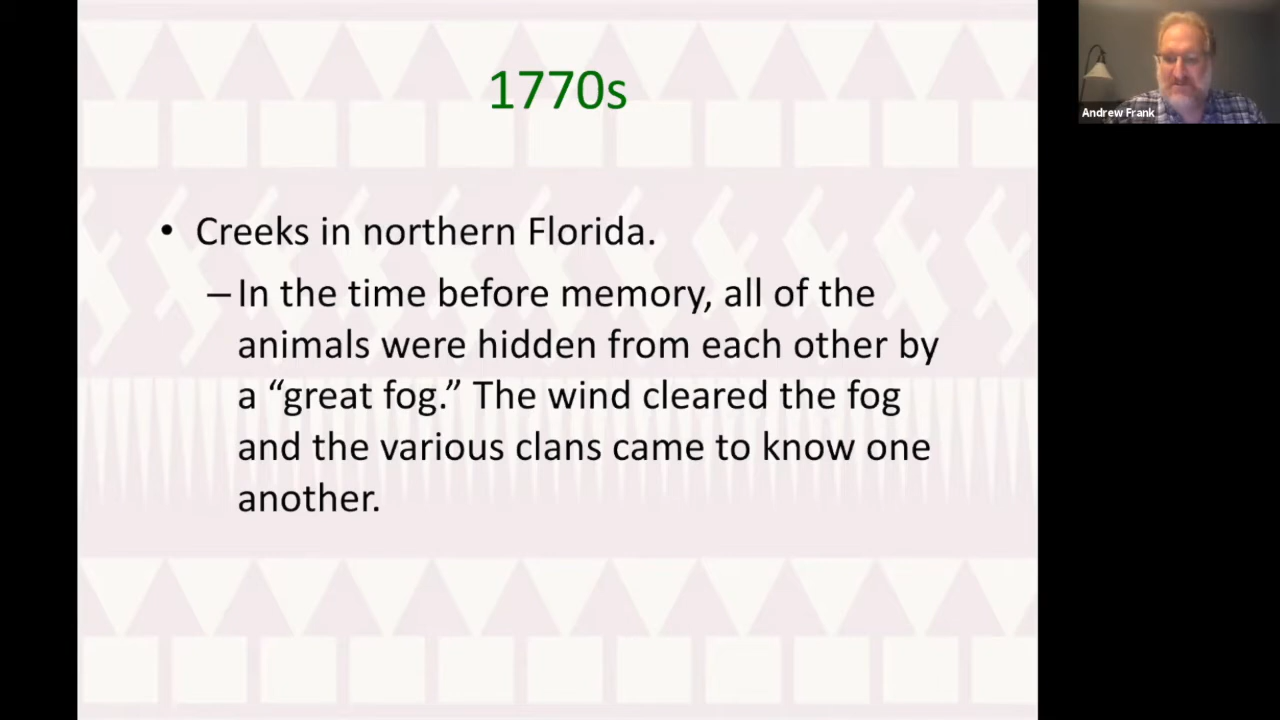 1770s
• Creeks in northern Florida.
– In the time before memory, all of the
animals were hidden from each other by
a “great fog.” The wind cleared the fog
and the various clans came to know one
another.
Andrew Frank